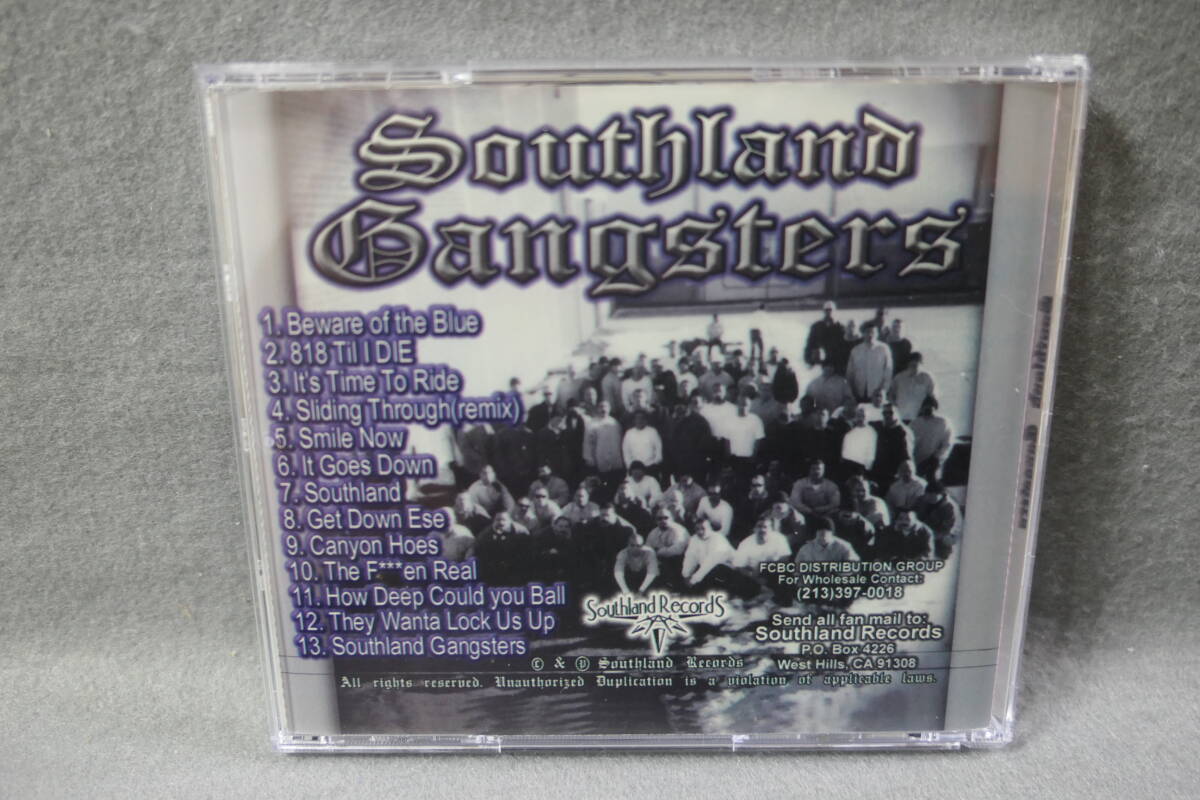 Southland
Gangsters
1. Beware of the Blue
2. 818 Til I DIE
3. It's Time To Ride
4. Sliding Through(remix)
5. Smile Now
6. It Goes Down
7. Southland
8. Get Down Ese
9. Canyon Hoes
10. The F***en Real
11. How Deep Could you Ball
12. They Wanta Lock Us Up
13. Southland Gangsters
FCBC DISTRIBUTION GROUP
For Wholesale Contact:
(213)397-0018
Southland RecordS
Send all fan mail to:
Southland Records
P.O. Box 4226
West Hills, CA 91308
© & ℗ Southland Records
All rights reserved. Unauthorized Duplication is a violation of applicable laws.